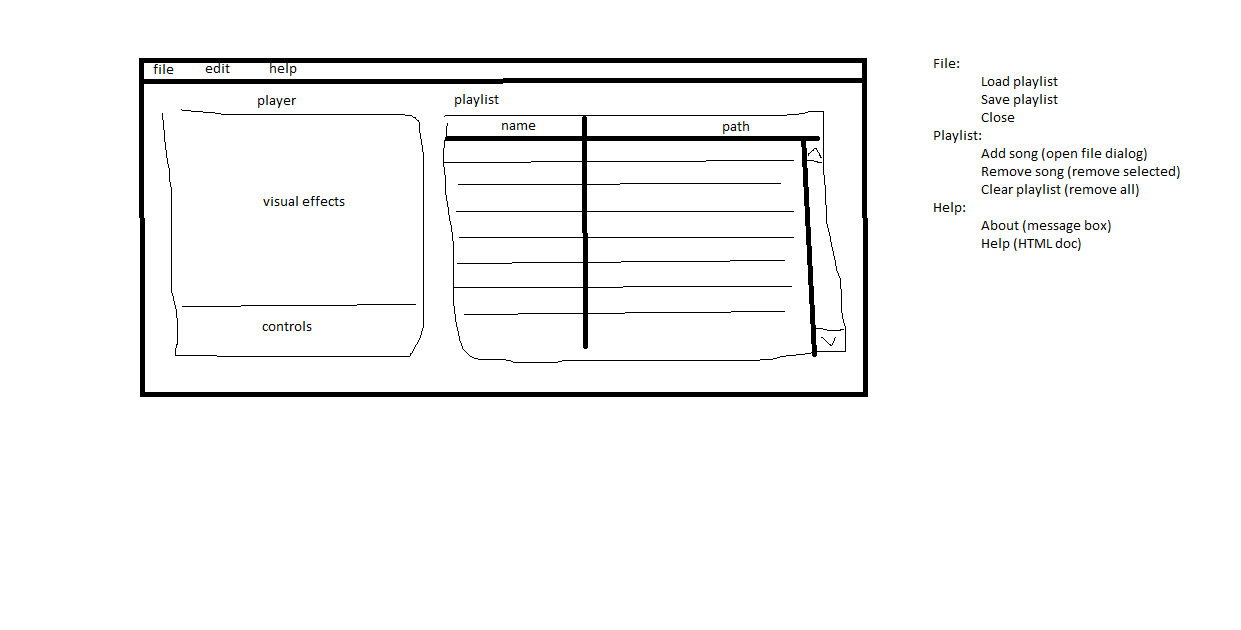 file edit help
player
playlist
name path
visual effects
controls
File:
Load playlist
Save playlist
Close
Playlist:
Add song (open file dialog)
Remove song (remove selected)
Clear playlist (remove all)
Help:
About (message box)
Help (HTML doc)